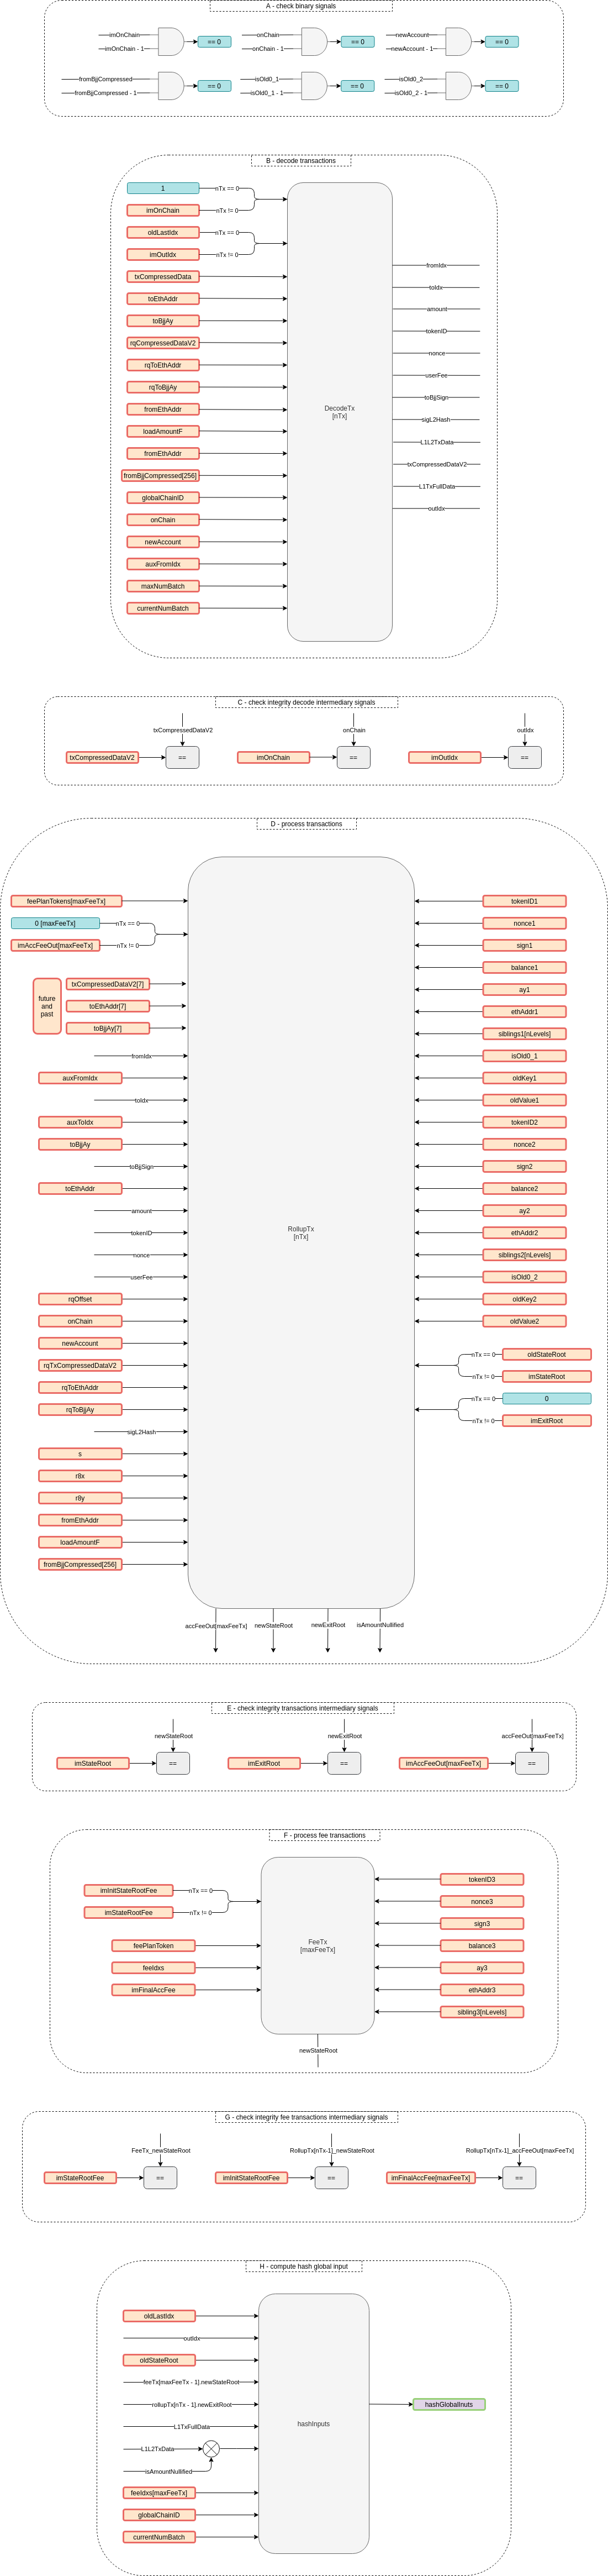 A - check binary signals
imOnChain
imOnChain - 1
== 0
onChain
onChain - 1
== 0
newAccount
newAccount - 1
== 0
fromBjjCompressed
fromBjjCompressed - 1
== 0
isOld0_1
isOld0_1 - 1
== 0
isOld0_2
isOld0_2 - 1
== 0
B - decode transactions
1
nTx == 0
imOnChain
nTx != 0
oldLastIdx
nTx == 0
imOutIdx
nTx != 0
txCompressedData
toEthAddr
toBjjAy
rqCompressedDataV2
rqToEthAddr
rqToBjjAy
fromEthAddr
loadAmountF
fromEthAddr
fromBjjCompressed[256]
globalChainID
onChain
newAccount
auxFromIdx
maxNumBatch
currentNumBatch
DecodeTx
[nTx]
fromIdx
toIdx
amount
tokenID
nonce
userFee
toBjjSign
sigL2Hash
L1L2TxData
txCompressedDataV2
L1TxFullData
outIdx
C - check integrity decode intermediary signals
txCompressedDataV2
txCompressedDataV2
==
onChain
imOnChain
==
outIdx
imOutIdx
==
D - process transactions
feePlanTokens[maxFeeTx]
0 [maxFeeTx]
nTx == 0
imAccFeeOut[maxFeeTx]
nTx != 0
future
and
past
txCompressedDataV2[7]
toEthAddr[7]
toBjjAy[7]
fromIdx
auxFromIdx
toIdx
auxToIdx
toBjjAy
toBjjSign
toEthAddr
amount
tokenID
nonce
userFee
rqOffset
onChain
newAccount
rqTxCompressedDataV2
rqToEthAddr
rqToBjjAy
sigL2Hash
s
r8x
r8y
fromEthAddr
loadAmountF
fromBjjCompressed[256]
RollupTx
[nTx]
tokenID1
nonce1
sign1
balance1
ay1
ethAddr1
siblings1[nLevels]
isOld0_1
oldKey1
oldValue1
tokenID2
nonce2
sign2
balance2
ay2
ethAddr2
siblings2[nLevels]
isOld0_2
oldKey2
oldValue2
nTx == 0
oldStateRoot
nTx != 0
imStateRoot
nTx == 0
0
nTx != 0
imExitRoot
accFeeOut[maxFeeTx]
newStateRoot
newExitRoot
isAmountNullified
E - check integrity transactions intermediary signals
newStateRoot
imStateRoot
==
newExitRoot
imExitRoot
==
accFeeOut[maxFeeTx]
imAccFeeOut[maxFeeTx]
==
F - process fee transactions
imInitStateRootFee
nTx == 0
imStateRootFee
nTx != 0
feePlanToken
feeIdxs
imFinalAccFee
FeeTx
[maxFeeTx]
tokenID3
nonce3
sign3
balance3
ay3
ethAddr3
sibling3[nLevels]
newStateRoot
G - check integrity fee transactions intermediary signals
FeeTx_newStateRoot
imStateRootFee
==
RollupTx[nTx-1]_newStateRoot
imInitStateRootFee
==
RollupTx[nTx-1]_accFeeOut[maxFeeTx]
imFinalAccFee[maxFeeTx]
==
H - compute hash global input
oldLastIdx
outIdx
oldStateRoot
feeTx[maxFeeTx - 1].newStateRoot
rollupTx[nTx - 1].newExitRoot
L1TxFullData
L1L2TxData
isAmountNullified
feeIdxs[maxFeeTx]
globalChainID
currentNumBatch
hashInputs
hashGlobalInuts